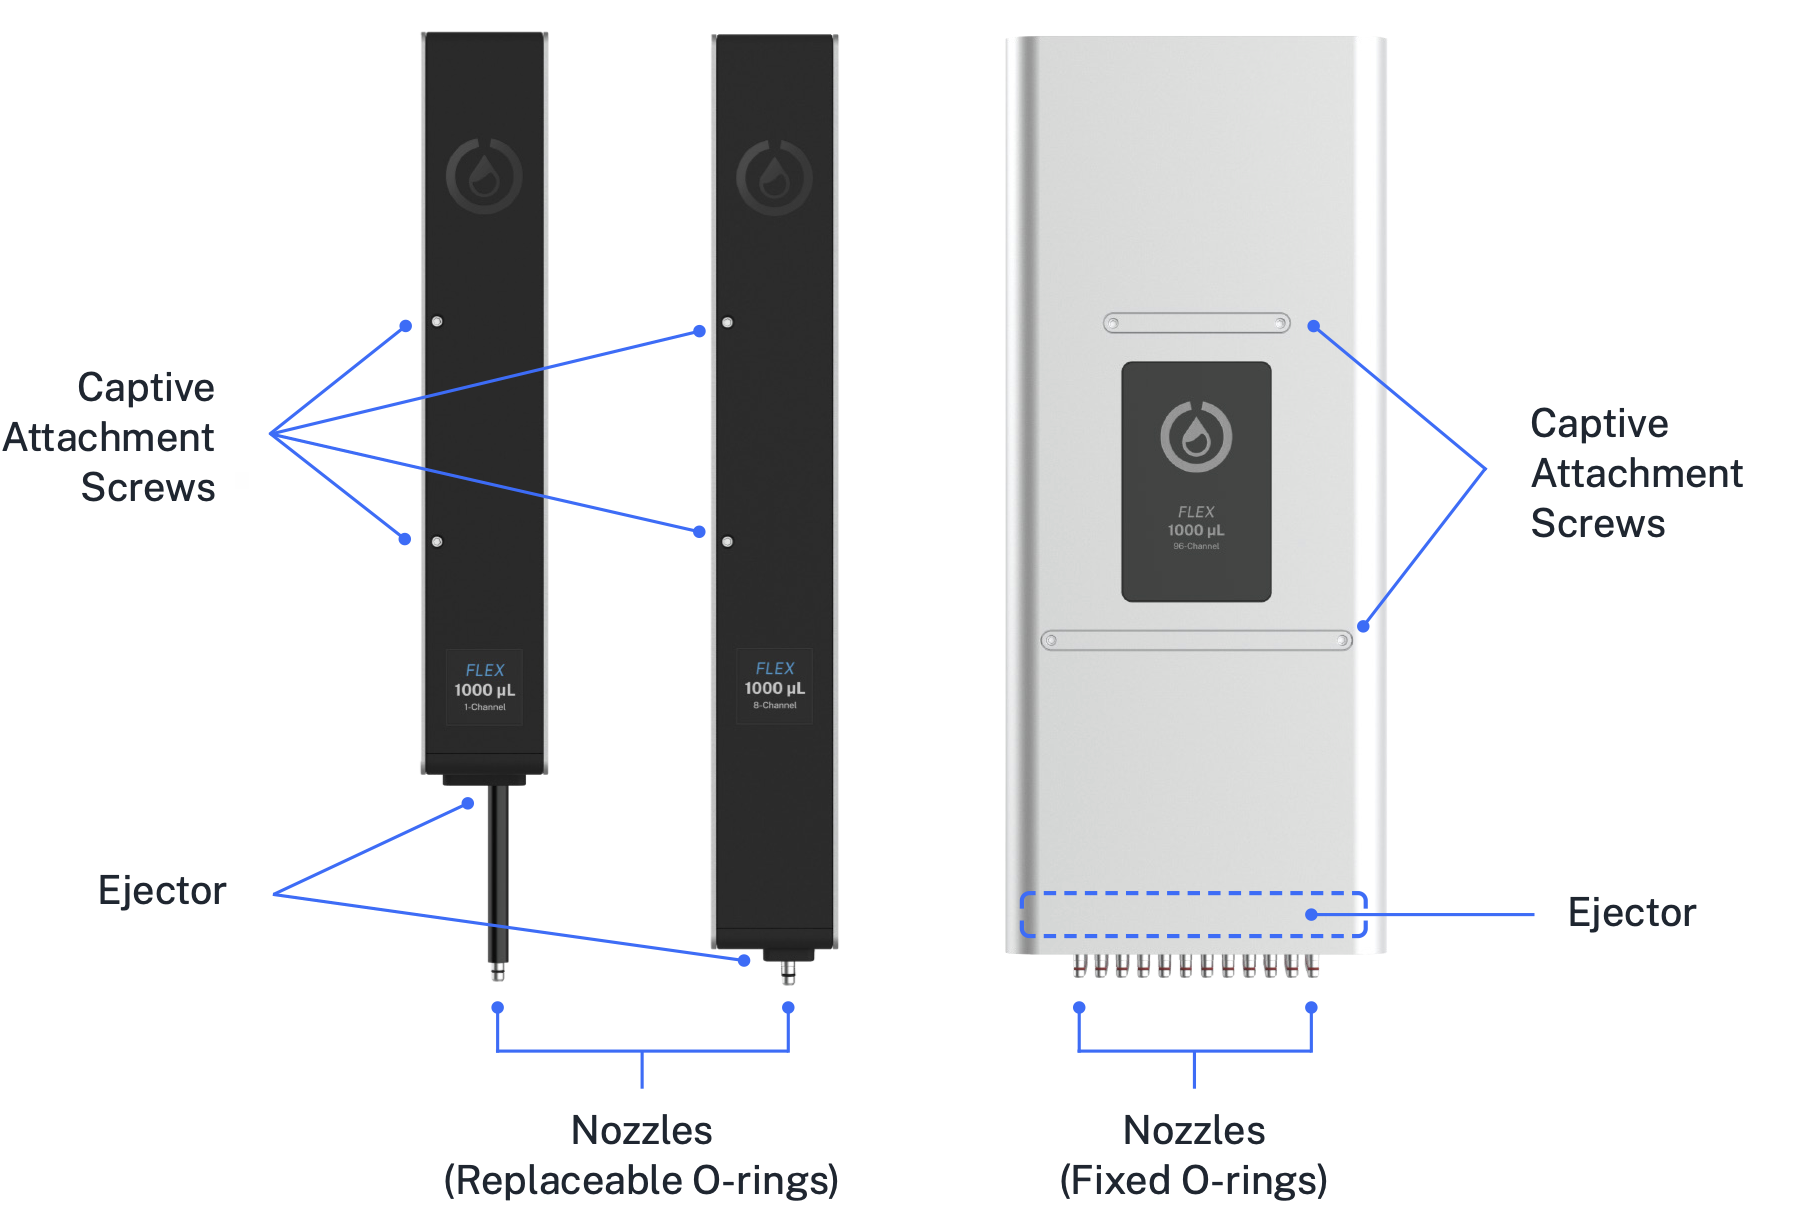 Captive
Attachment
Screws
Ejector
FLEX
1000 µL
1-Channel
FLEX
1000 µL
8-Channel
Nozzles
(Replaceable O-rings)
FLEX
1000 µL
96-Channel
Captive
Attachment
Screws
Ejector
Nozzles
(Fixed O-rings)